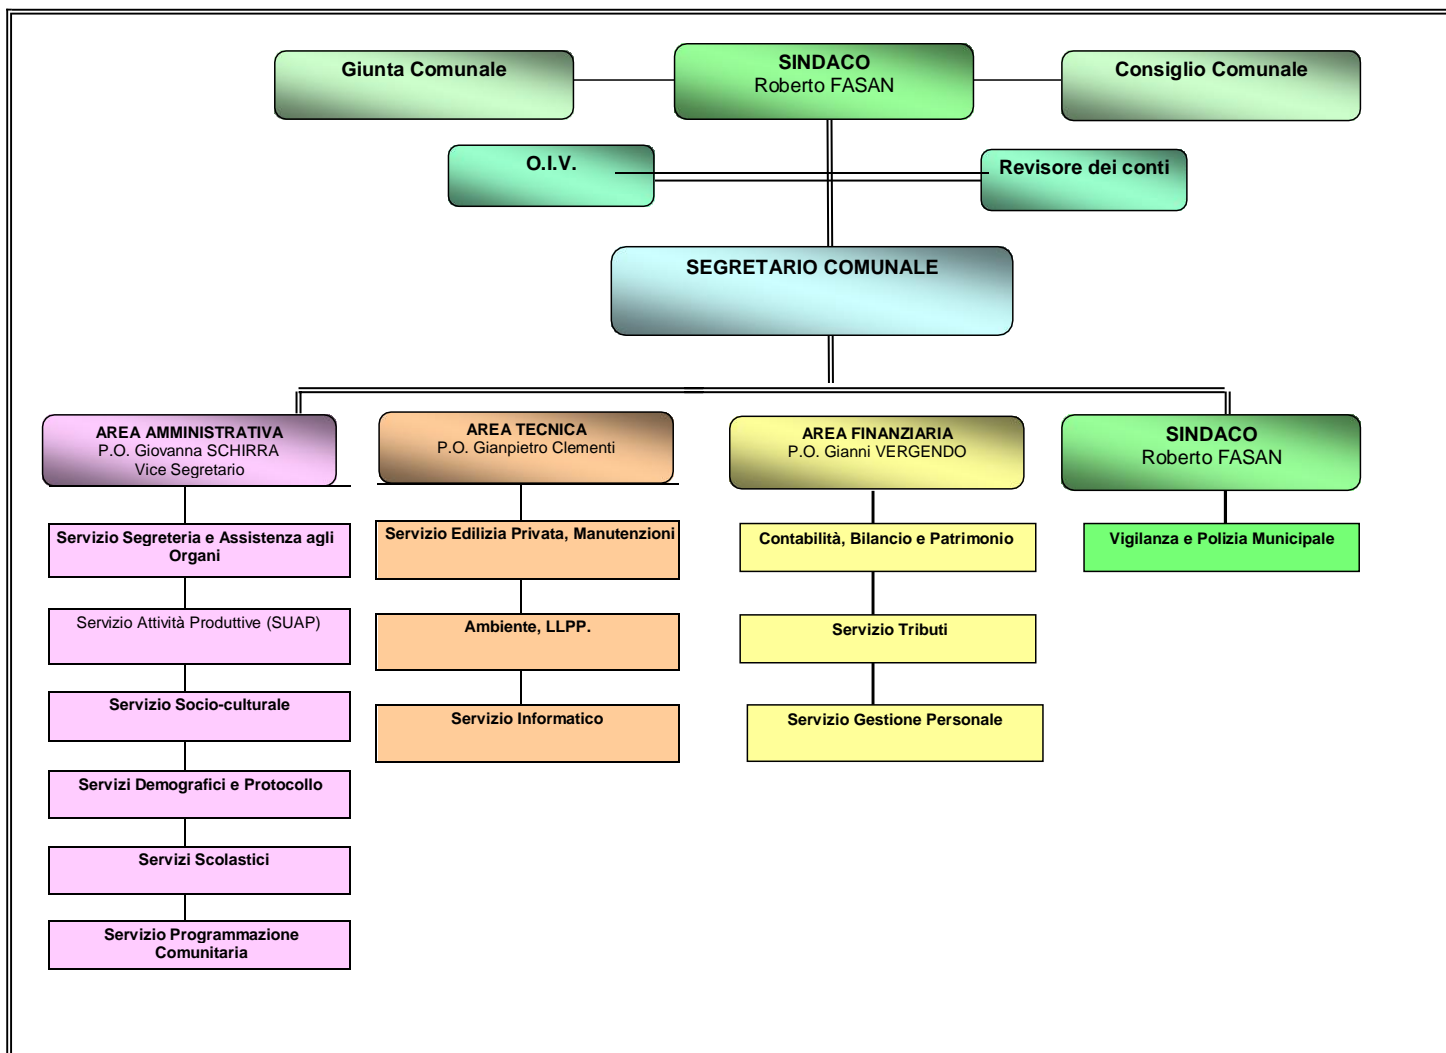 Giunta Comunale
SINDACO
Roberto FASAN
Consiglio Comunale
O.I.V.
Revisore dei conti
SEGRETARIO COMUNALE
AREA AMMINISTRATIVA
P.O. Giovanna SCHIRRA
Vice Segretario
Servizio Segreteria e Assistenza agli
Organi
Servizio Attività Produttive (SUAP)
Servizio Socio-culturale
Servizi Demografici e Protocollo
Servizi Scolastici
Servizio Programmazione
Comunitaria
AREA TECNICA
P.O. Gianpietro Clementi
Servizio Edilizia Privata, Manutenzioni
Ambiente, LLPP.
Servizio Informatico
AREA FINANZIARIA
P.O. Gianni VERGENDO
Contabilità, Bilancio e Patrimonio
Servizio Tributi
Servizio Gestione Personale
SINDACO
Roberto FASAN
Vigilanza e Polizia Municipale